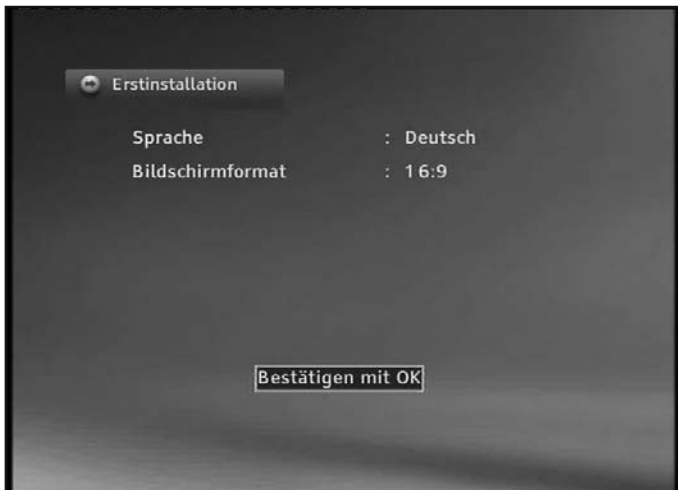 Erstinstallation
Sprache : Deutsch
Bildschirmformat : 16:9
Bestätigen mit OK